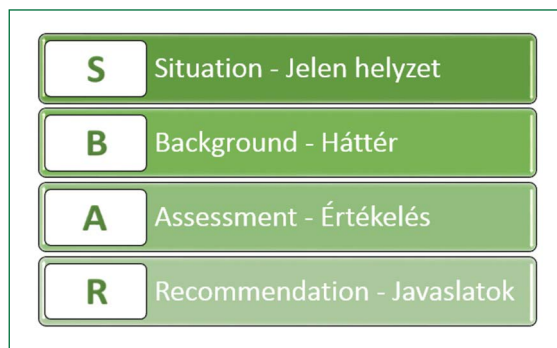 S Situation - Jelen helyzet
B Background - Háttér
A Assessment - Értékelés
R Recommendation - Javaslatok